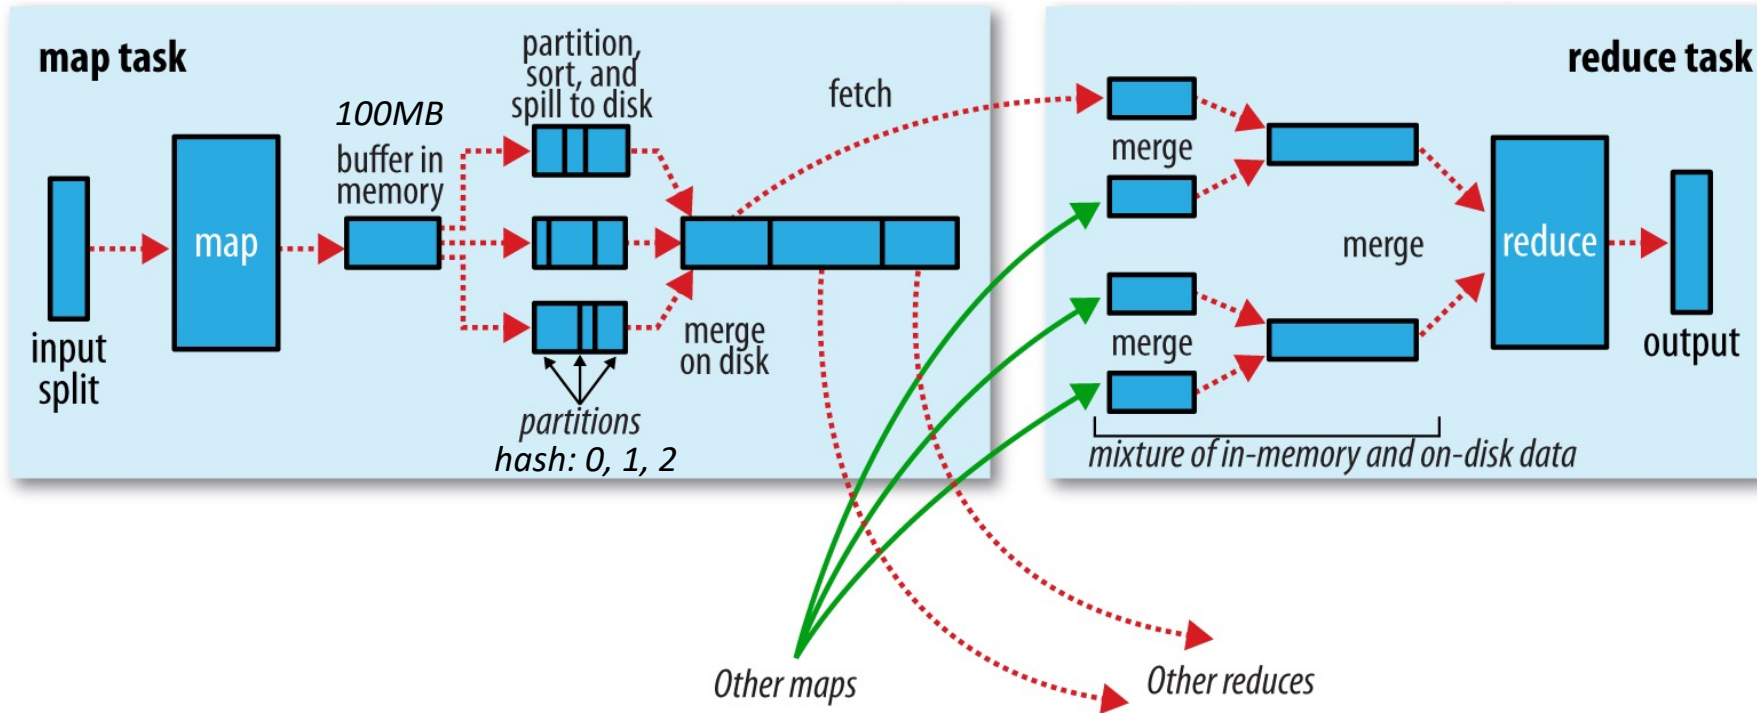 map task
100MB
buffer in
memory
partition,
sort, and
spill to disk
fetch
input
split
map
merge
on disk
partitions
hash: 0, 1, 2
reduce task
merge
merge
merge
reduce
output
mixture of in-memory and on-disk data
Other maps
Other reduces